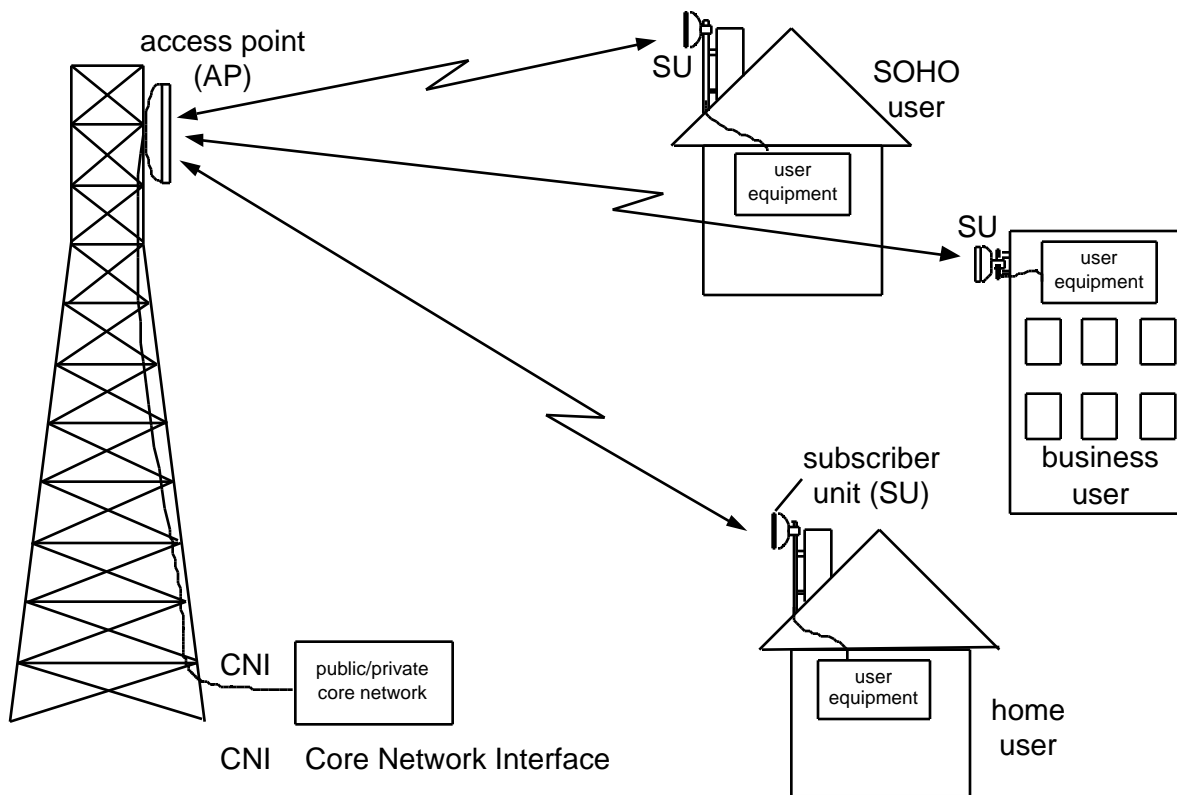 access point
(AP)
SU
SOHO
user
user
equipment
SU
user
equipment
business
user
subscriber
unit (SU)
user
equipment
home
user
CNI
public/private
core network
CNI Core Network Interface